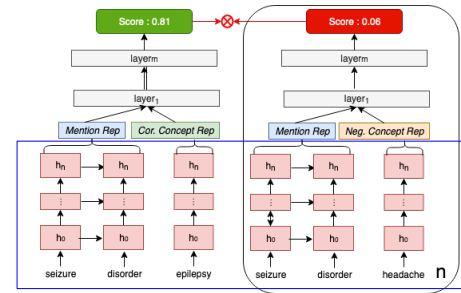 Score : 0.81
Score : 0.06
layerm
layerm
layer1
layer1
Mention Rep
Cor. Concept Rep
Mention Rep
Neg. Concept Rep
hn
hn
hn
hn
hn
hn
⋮
⋮
⋮
⋮
⋮
⋮
h0
h0
h0
h0
h0
h0
seizure
disorder
epilepsy
seizure
disorder
headache
n